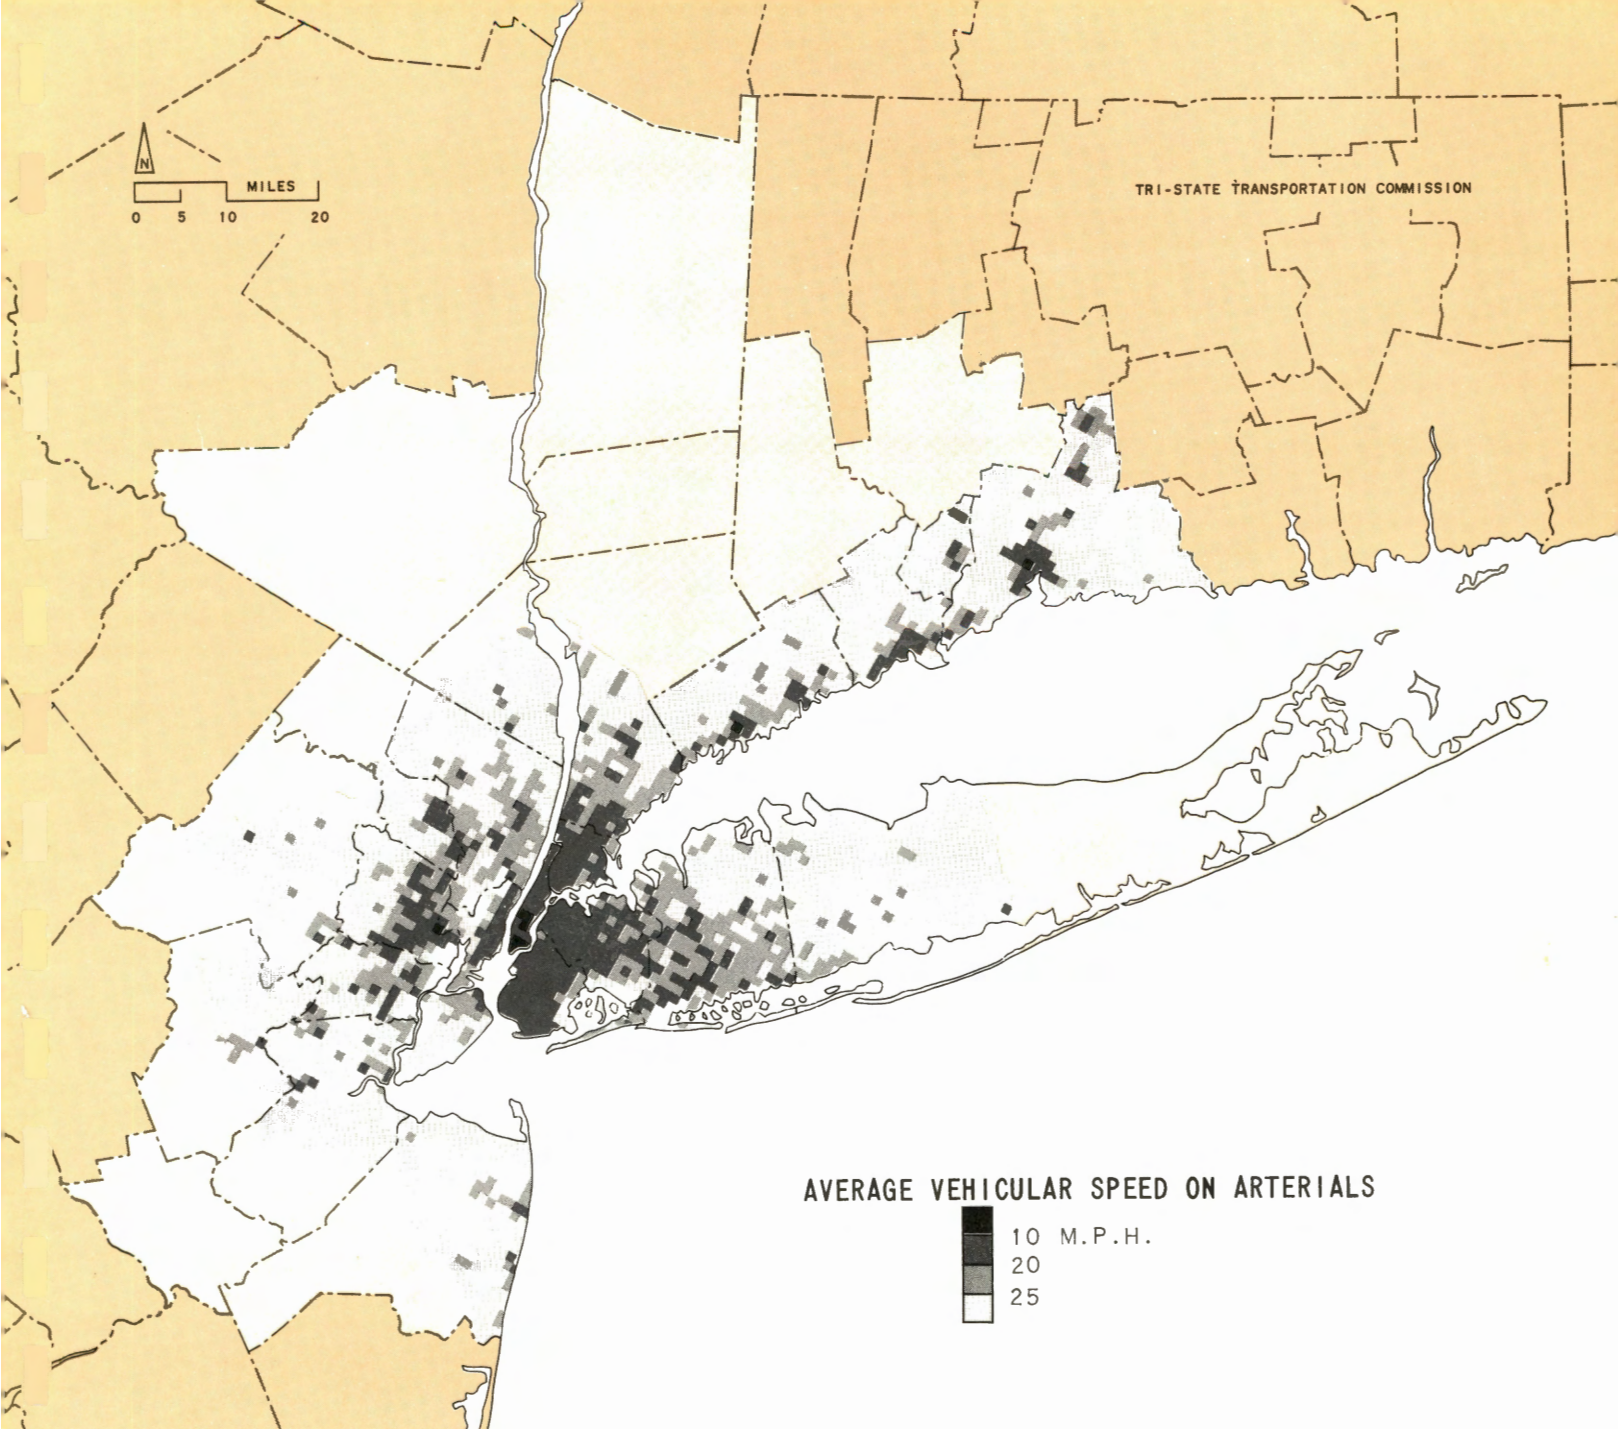 N
MILES
0 5 10 20
TRI-STATE TRANSPORTATION COMMISSION
AVERAGE VEHICULAR SPEED ON ARTERIALS
10 M.P.H.
20
25